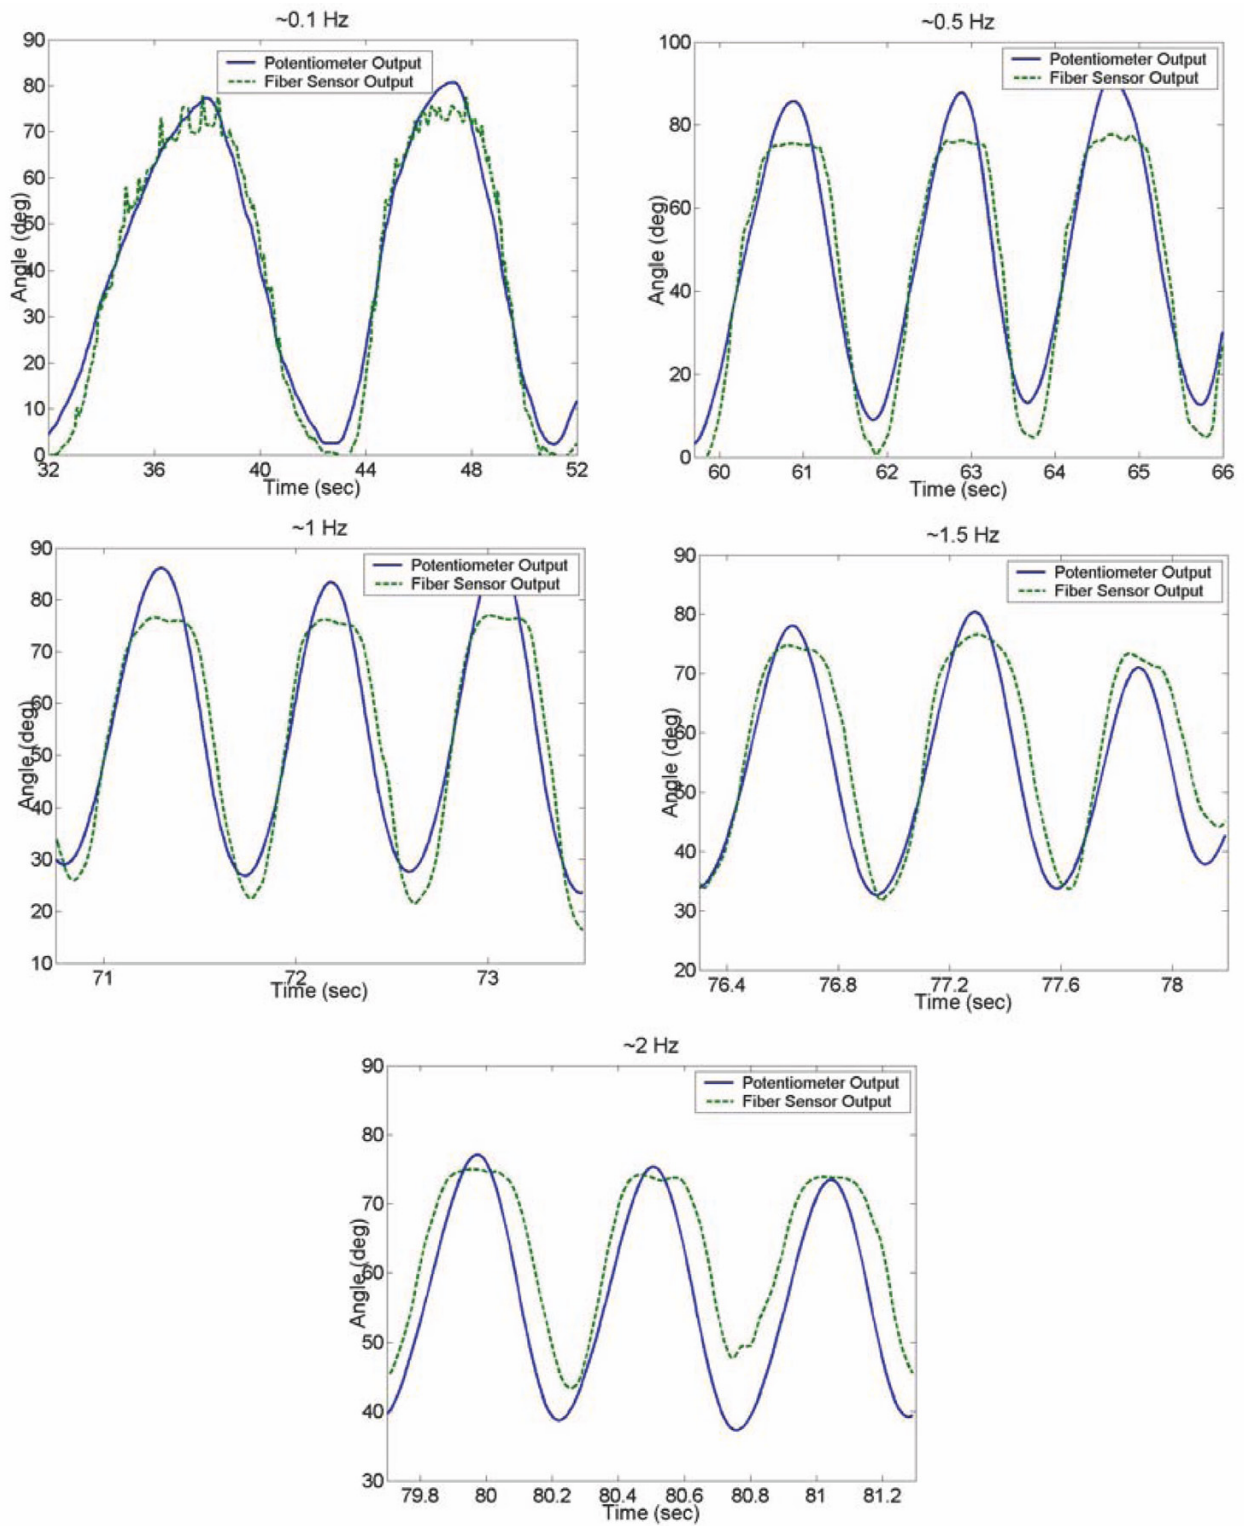 ~0.1 Hz
90
80
70
60
50
40
30
20
10
0
Angle (deg)
Potentiometer Output
Fiber Sensor Output
32 36 40 44 48 52
Time (sec)
~0.5 Hz
100
80
60
40
20
0
Angle (deg)
Potentiometer Output
Fiber Sensor Output
60 61 62 63 64 65 66
Time (sec)
~1 Hz
90
80
70
60
50
40
30
20
10
Angle (deg)
Potentiometer Output
Fiber Sensor Output
71 72 73
Time (sec)
~1.5 Hz
90
80
70
60
50
40
30
20
Angle (deg)
Potentiometer Output
Fiber Sensor Output
76.4 76.8 77.2 77.6 78
Time (sec)
~2 Hz
90
80
70
60
50
40
30
Angle (deg)
Potentiometer Output
Fiber Sensor Output
79.8 80 80.2 80.4 80.6 80.8 81 81.2
Time (sec)